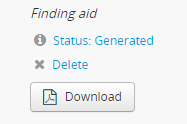 Finding aid
Status: Generated
Delete
Download